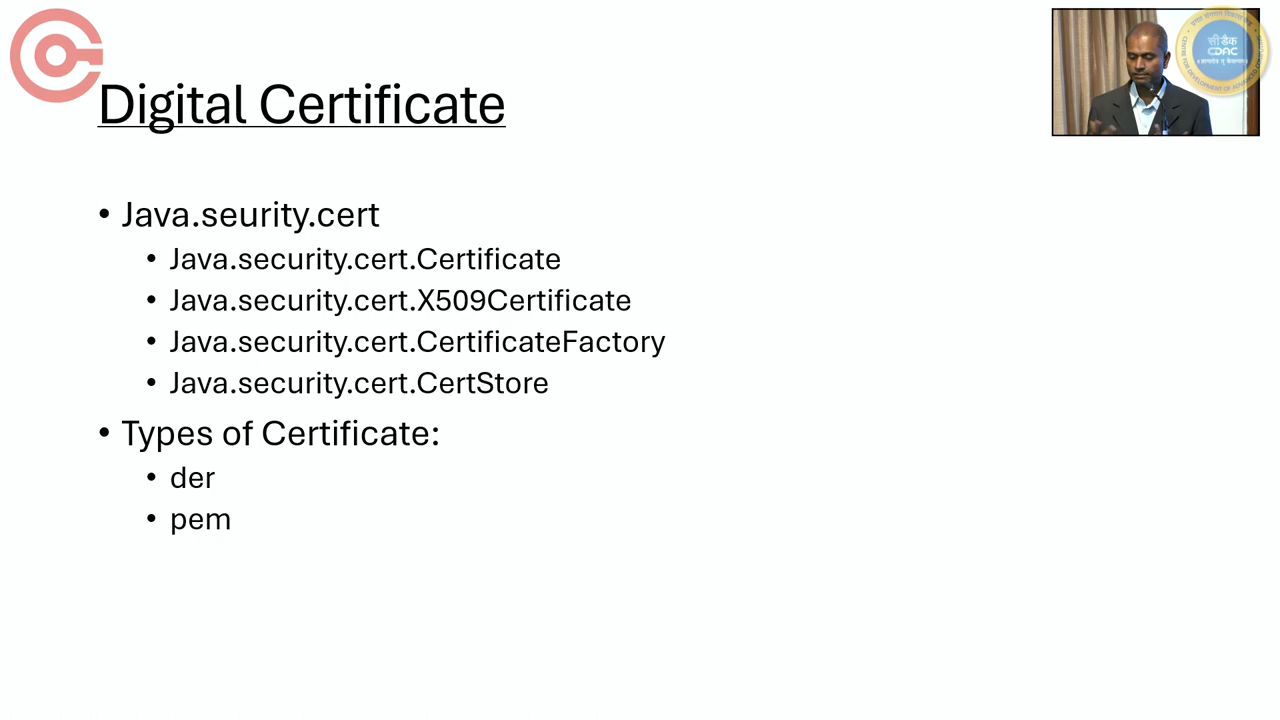 Digital Certificate
सी डैक
CDAC
• Java.seurity.cert
• Java.security.cert.Certificate
• Java.security.cert.X509Certificate
• Java.security.cert.CertificateFactory
• Java.security.cert.CertStore
• Types of Certificate:
• der
• pem